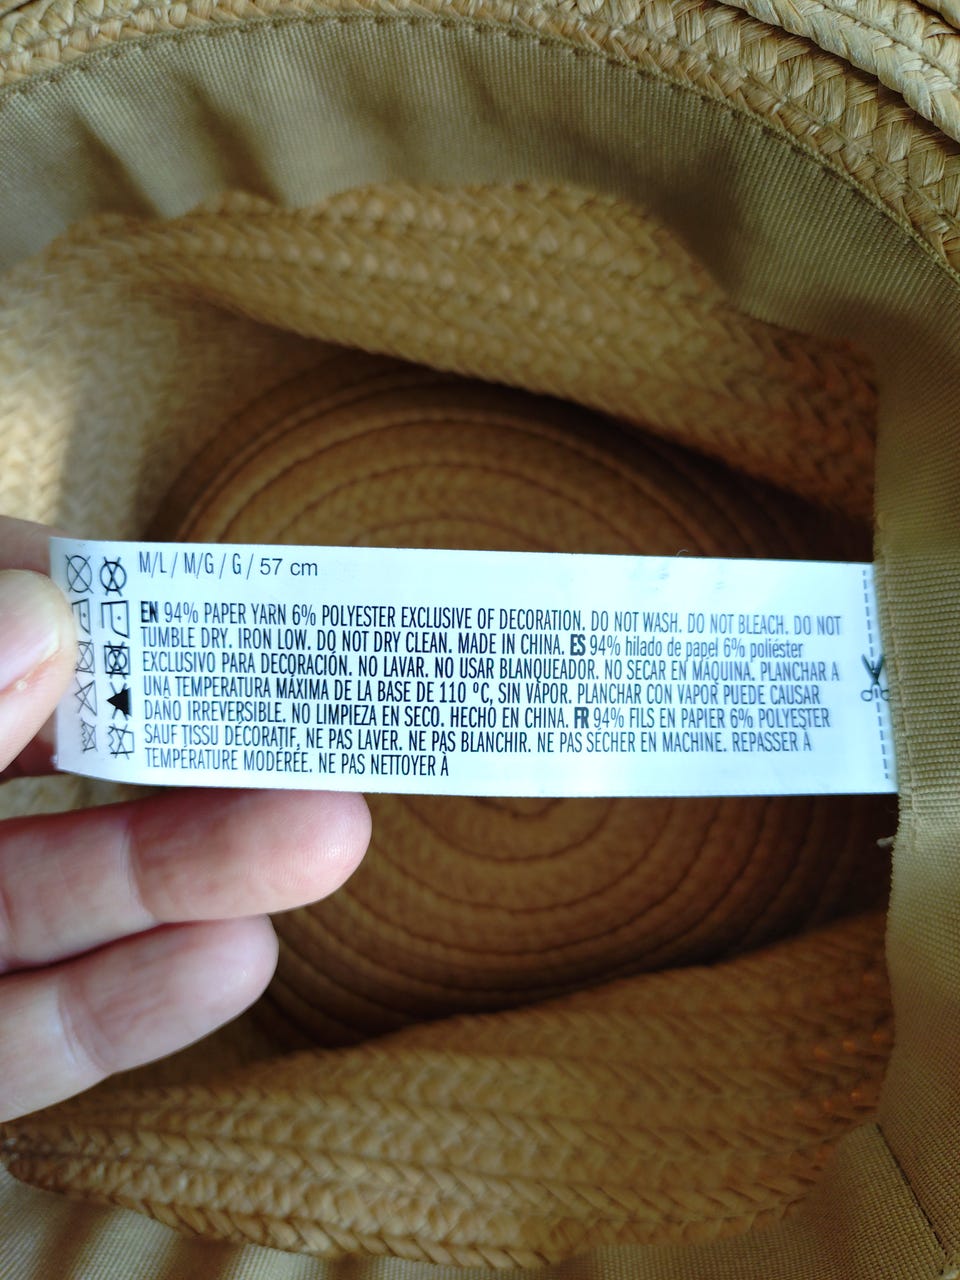 M/L / M/G / G / 57 cm
EN 94% PAPER YARN 6% POLYESTER EXCLUSIVE OF DECORATION. DO NOT WASH. DO NOT BLEACH. DO NOT
TUMBLE DRY. IRON LOW. DO NOT DRY CLEAN. MADE IN CHINA. ES 94% hilado de papel 6% poliéster
EXCLUSIVO PARA DECORACIÓN. NO LAVAR. NO USAR BLANQUEADOR. NO SECAR EN MAQUINA. PLANCHAR A
UNA TEMPERATURA MÁXIMA DE LA BASE DE 110 ºC, SIN VAPOR. PLANCHAR CON VAPOR PUEDE CAUSAR
DAÑO IRREVERSIBLE. NO LIMPIEZA EN SECO. HECHO EN CHINA. FR 94% FILS EN PAPIER 6% POLYESTER
SAUF TISSU DÉCORATIF, NE PAS LAVER. NE PAS BLANCHIR. NE PAS SÉCHER EN MACHINE. REPASSER À
TEMPÉRATURE MODÉRÉE. NE PAS NETTOYER À